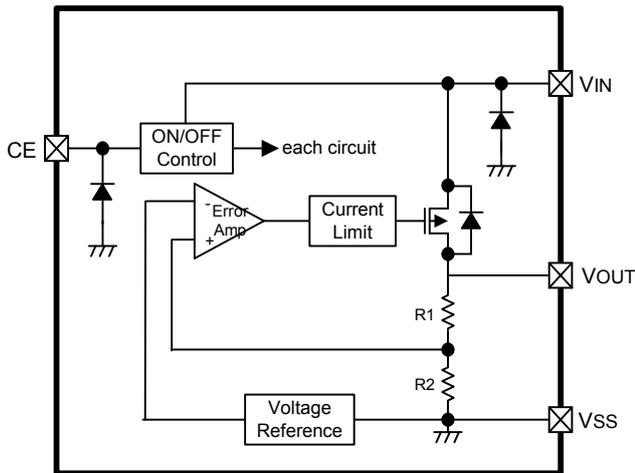 VIN
CE
ON/OFF
Control
each circuit
-
Error
Amp
+
Current
Limit
VOUT
R1
R2
Voltage
Reference
VSS